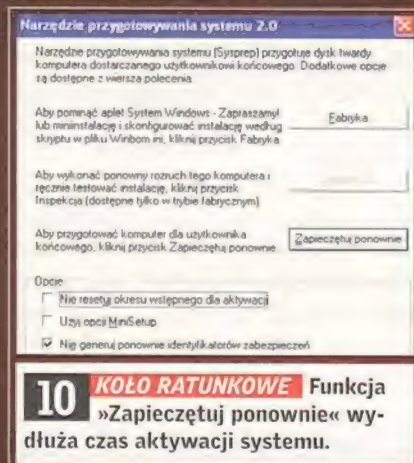 Narzędzie przygotowywania systemu 2.0
Narzędzie przygotowywania systemu (Sysprep) przygotuje dysk twardy
komputera dostarczanego użytkownikowi końcowego. Dodatkowe opcje
są dostępne z wiersza polecenia.
Aby pominąć aplet System Windows - Zapraszamy!
lub mininstalację i skonfigurować instalację według
skryptu w pliku Winbom.ini, kliknij przycisk Fabryka
Fabryka
Aby wykonać ponowny rozruch tego komputera i
ręcznie testować instalację, kliknij przycisk
Inspekcja (dostępne tylko w trybie fabrycznym)
Aby przygotować komputer dla użytkownika
końcowego, kliknij przycisk Zapieczętuj ponownie
Zapieczętuj ponownie
Opcje
Nie resetuj okresu wstępnego dla aktywacji
Użyj opcji MiniSetup
Nie generuj ponownie identyfikatorów zabezpieczeń
10 KOŁO RATUNKOWE Funkcja
»Zapieczętuj ponownie« wy-
dłuża czas aktywacji systemu.